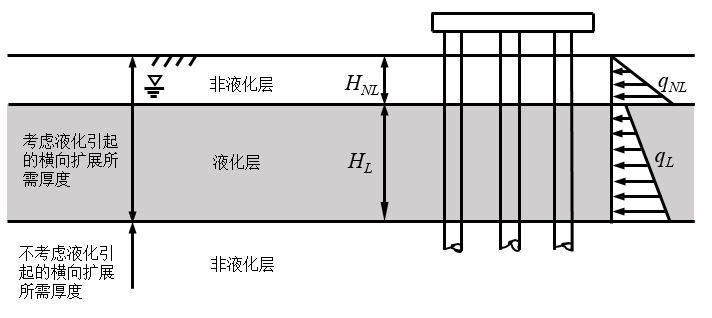 非液化层
H_NL
q_NL
考虑液化引起
的横向扩展所
需厚度
液化层
H_L
q_L
不考虑液化引
起的横向扩展
所需厚度
非液化层